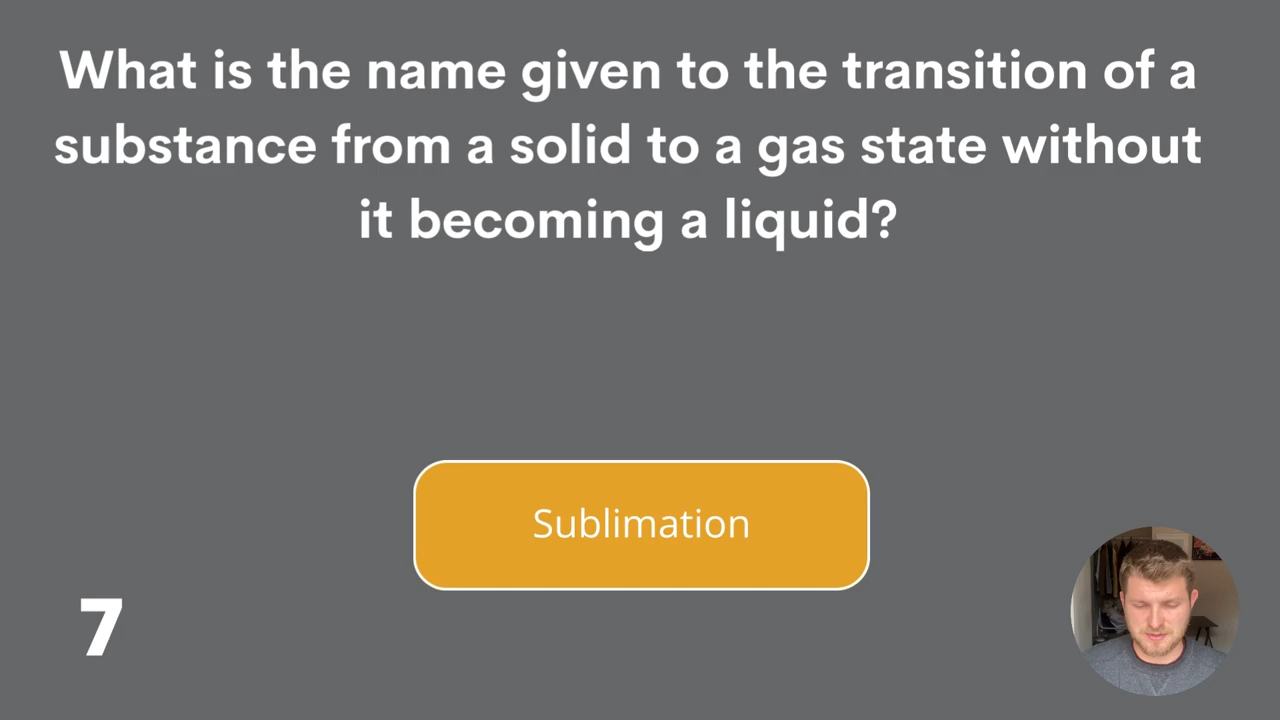 What is the name given to the transition of a
substance from a solid to a gas state without
it becoming a liquid?
Sublimation
7